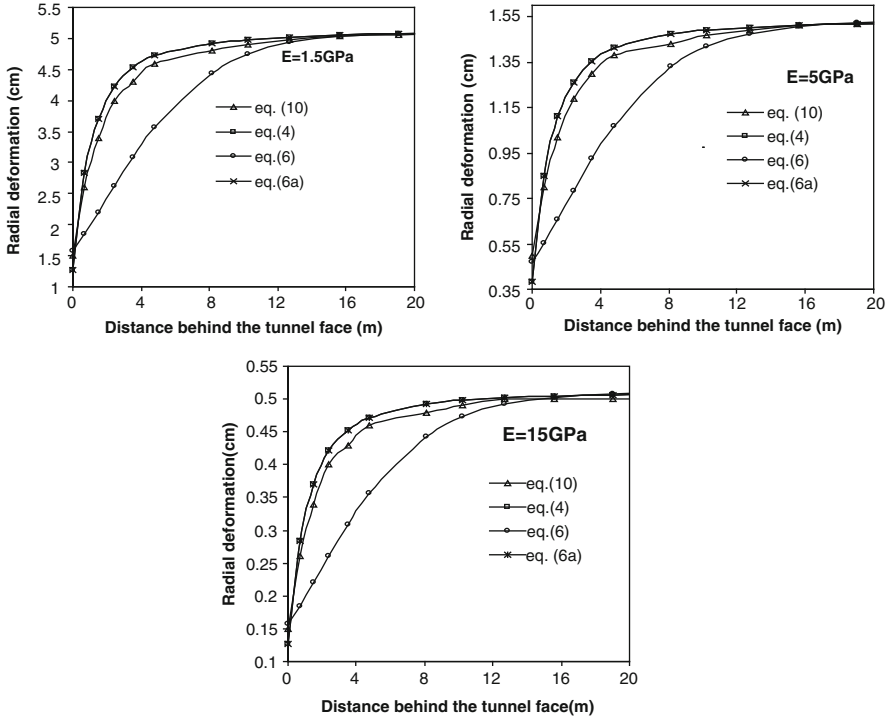 Radial deformation (cm)
5.5
5
4.5
4
3.5
3
2.5
2
1.5
1
E=1.5GPa
eq. (10)
eq.(4)
eq.(6)
eq.(6a)
0 4 8 12 16 20
Distance behind the tunnel face (m)
Radial deformation (cm)
1.55
1.35
1.15
0.95
0.75
0.55
0.35
E=5GPa
eq. (10)
eq.(4)
eq.(6)
eq.(6a)
0 4 8 12 16 20
Distance behind the tunnel face (m)
Radial deformation(cm)
0.55
0.5
0.45
0.4
0.35
0.3
0.25
0.2
0.15
0.1
E=15GPa
eq.(10)
eq.(4)
eq.(6)
eq. (6a)
0 4 8 12 16 20
Distance behind the tunnel face(m)